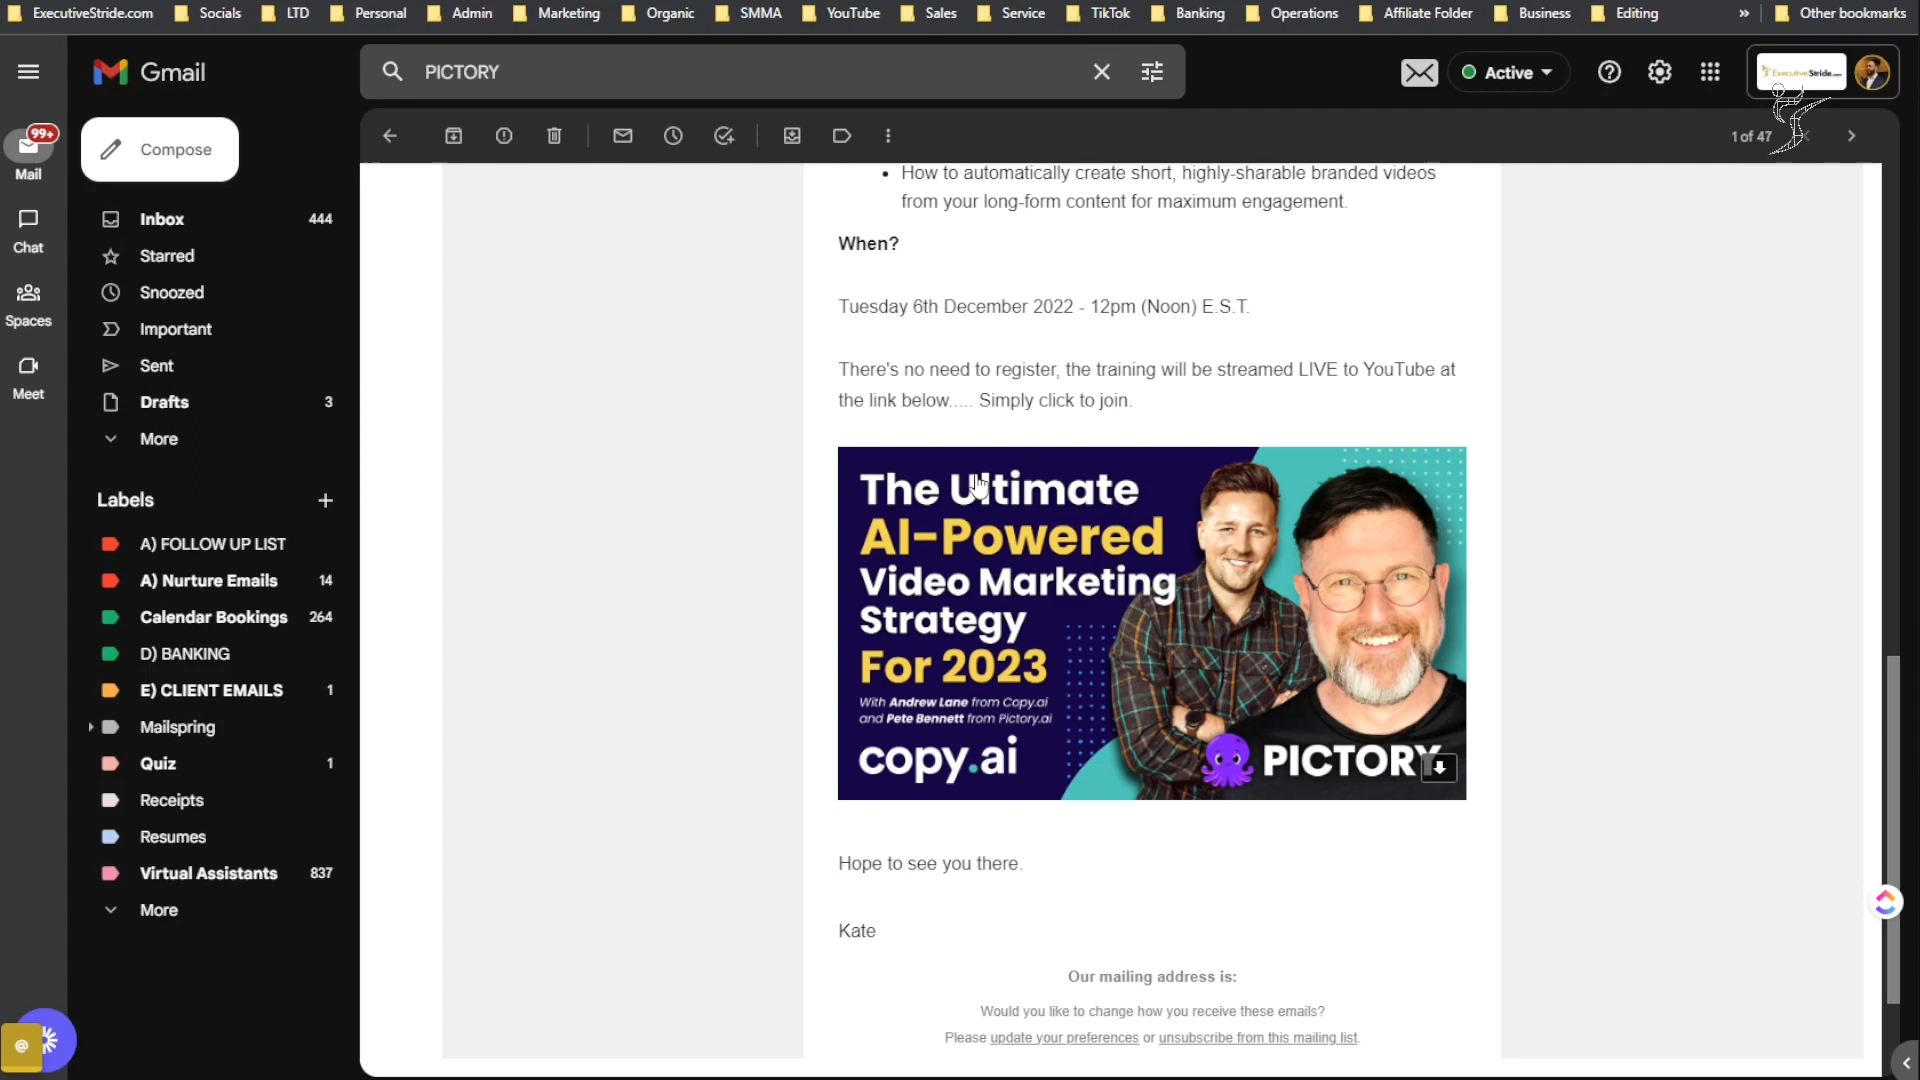 ExecutiveStride.com Socials LTD Personal Admin Marketing Organic SMMA YouTube Sales Service TikTok Banking Operations Affiliate Folder Business Editing » Other bookmarks
Gmail
PICTORY
Active
ExecutiveStride.com
Compose
99+
Mail
Chat
Spaces
Meet
1 of 47
Inbox 444
Starred
Snoozed
Important
Sent
Drafts 3
More
Labels +
A) FOLLOW UP LIST
A) Nurture Emails 14
Calendar Bookings 264
D) BANKING
E) CLIENT EMAILS 1
Mailspring
Quiz 1
Receipts
Resumes
Virtual Assistants 837
More
@
• How to automatically create short, highly-sharable branded videos
from your long-form content for maximum engagement.
When?
Tuesday 6th December 2022 - 12pm (Noon) E.S.T.
There's no need to register, the training will be streamed LIVE to YouTube at
the link below..... Simply click to join.
The Ultimate
AI-Powered
Video Marketing
Strategy
For 2023
With Andrew Lane from Copy.ai
and Pete Bennett from Pictory.ai
copy.ai
PICTORY
Hope to see you there.
Kate
Our mailing address is:
Would you like to change how you receive these emails?
Please update your preferences or unsubscribe from this mailing list.